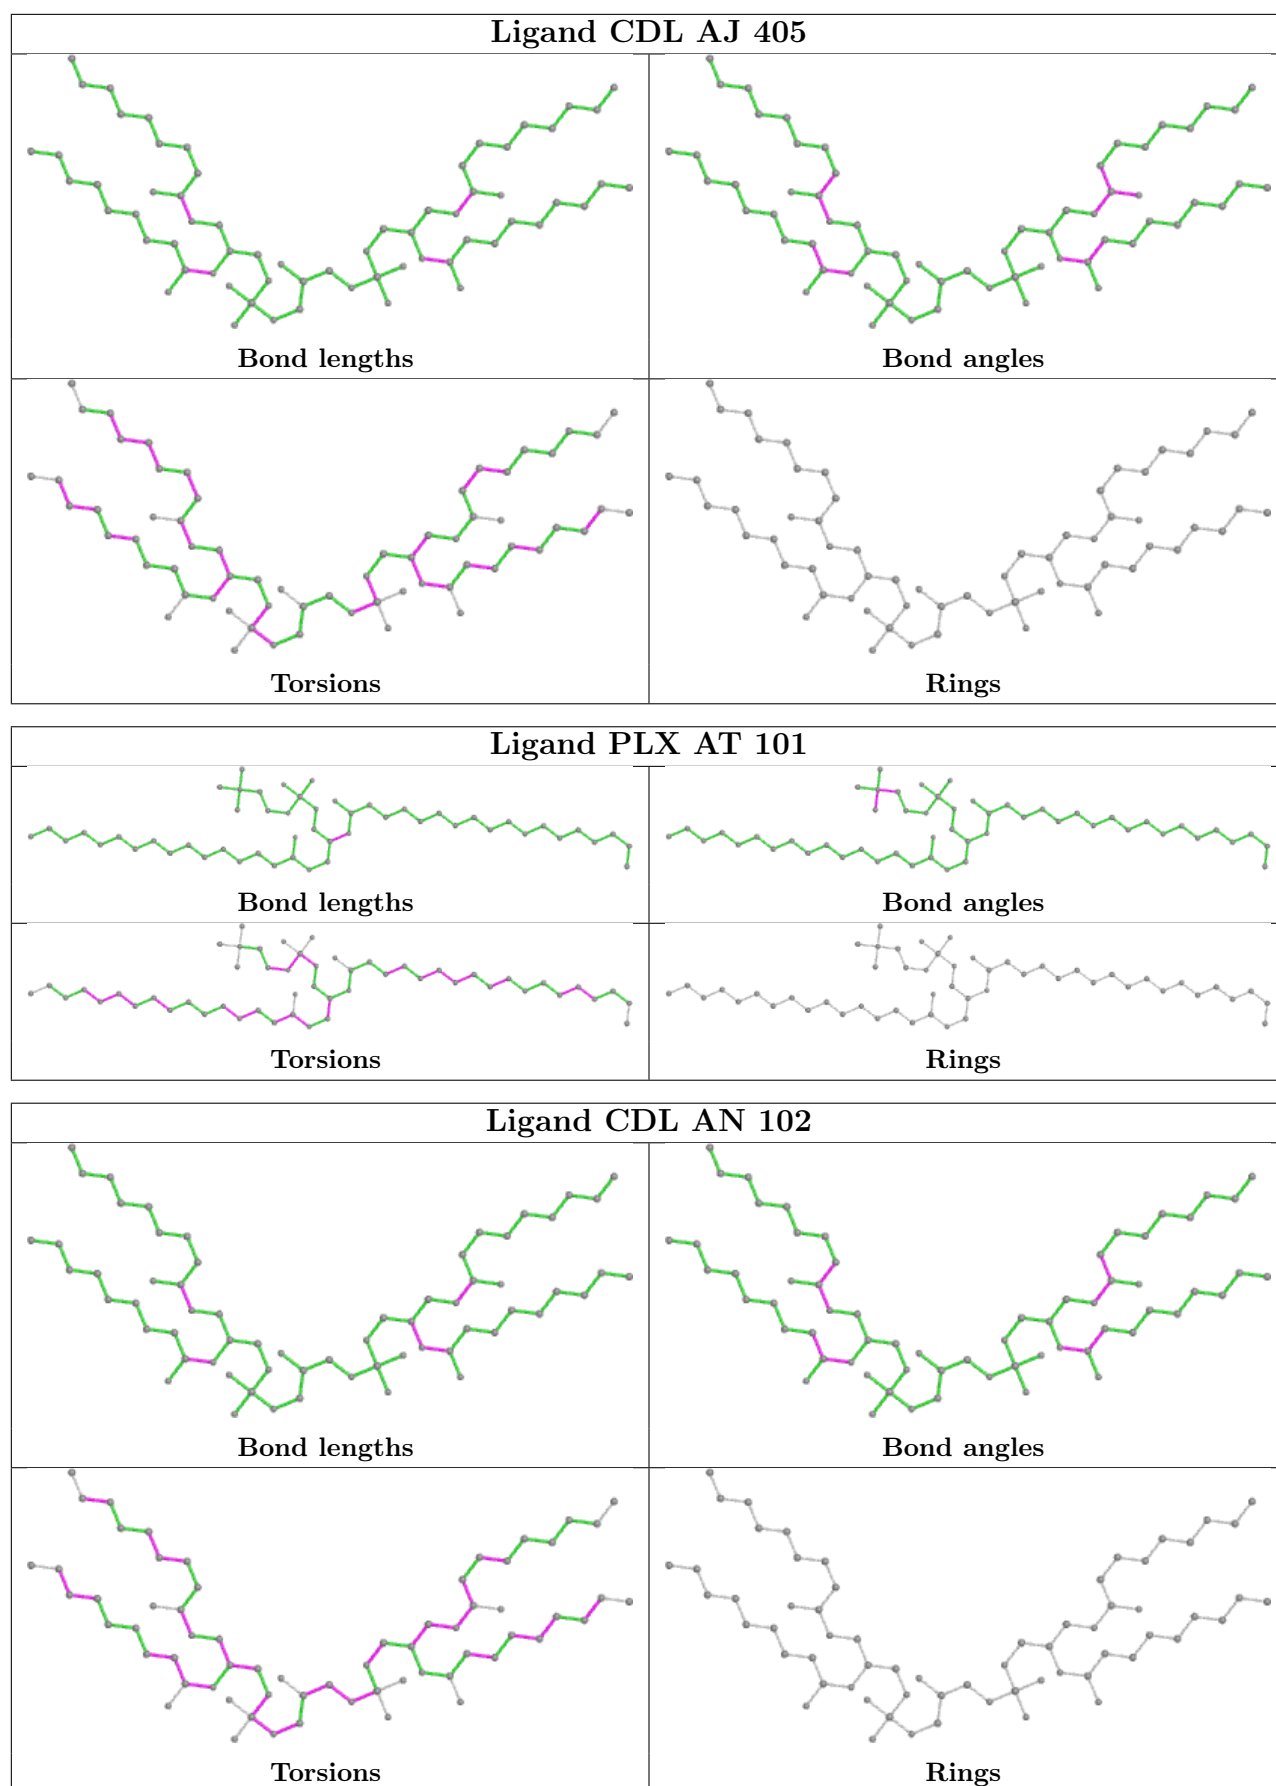 Ligand CDL AJ 405
Bond lengths
Bond angles
Torsions
Rings
Ligand PLX AT 101
Bond lengths
Bond angles
Torsions
Rings
Ligand CDL AN 102
Bond lengths
Bond angles
Torsions
Rings